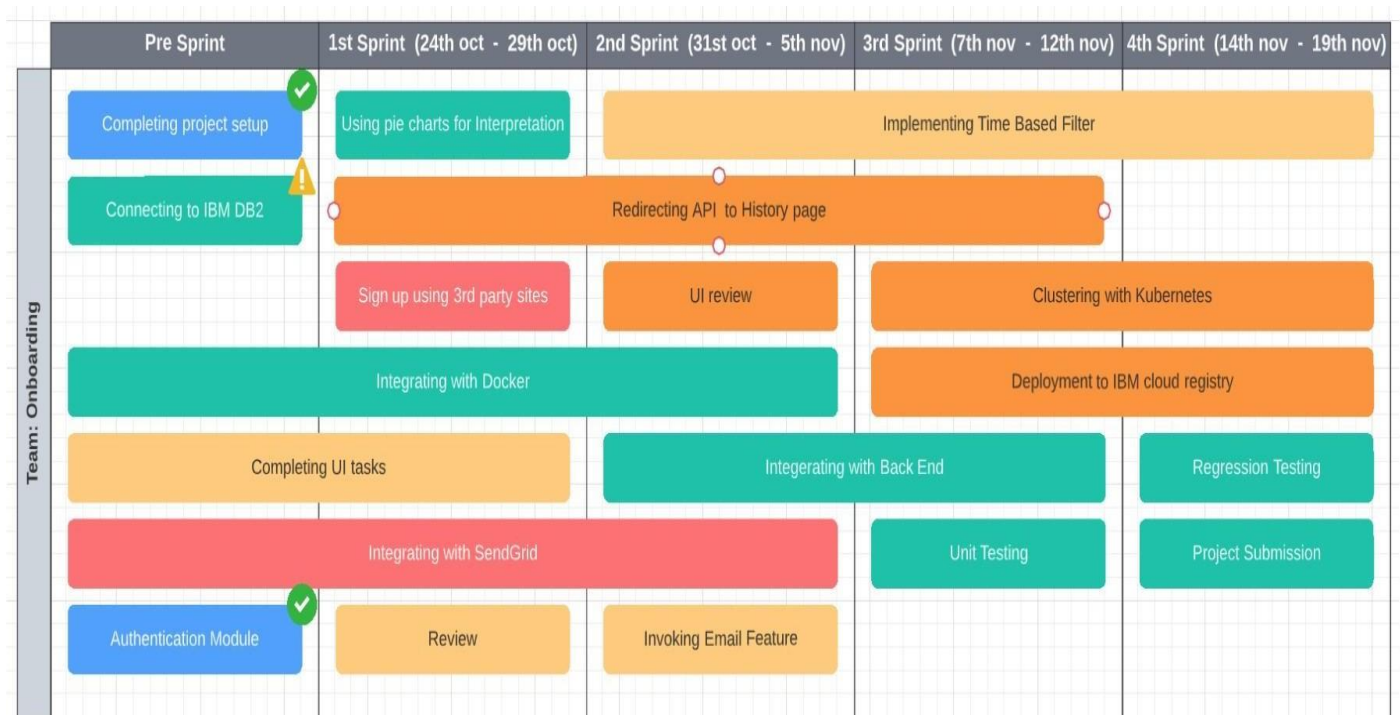 Pre Sprint
1st Sprint (24th oct - 29th oct)
2nd Sprint (31st oct - 5th nov)
3rd Sprint (7th nov - 12th nov)
4th Sprint (14th nov - 19th nov)
Team: Onboarding
Completing project setup
Using pie charts for Interpretation
Implementing Time Based Filter
Connecting to IBM DB2
Redirecting API to History page
Sign up using 3rd party sites
UI review
Clustering with Kubernetes
Integrating with Docker
Deployment to IBM cloud registry
Completing UI tasks
Integerating with Back End
Regression Testing
Integrating with SendGrid
Unit Testing
Project Submission
Authentication Module
Review
Invoking Email Feature